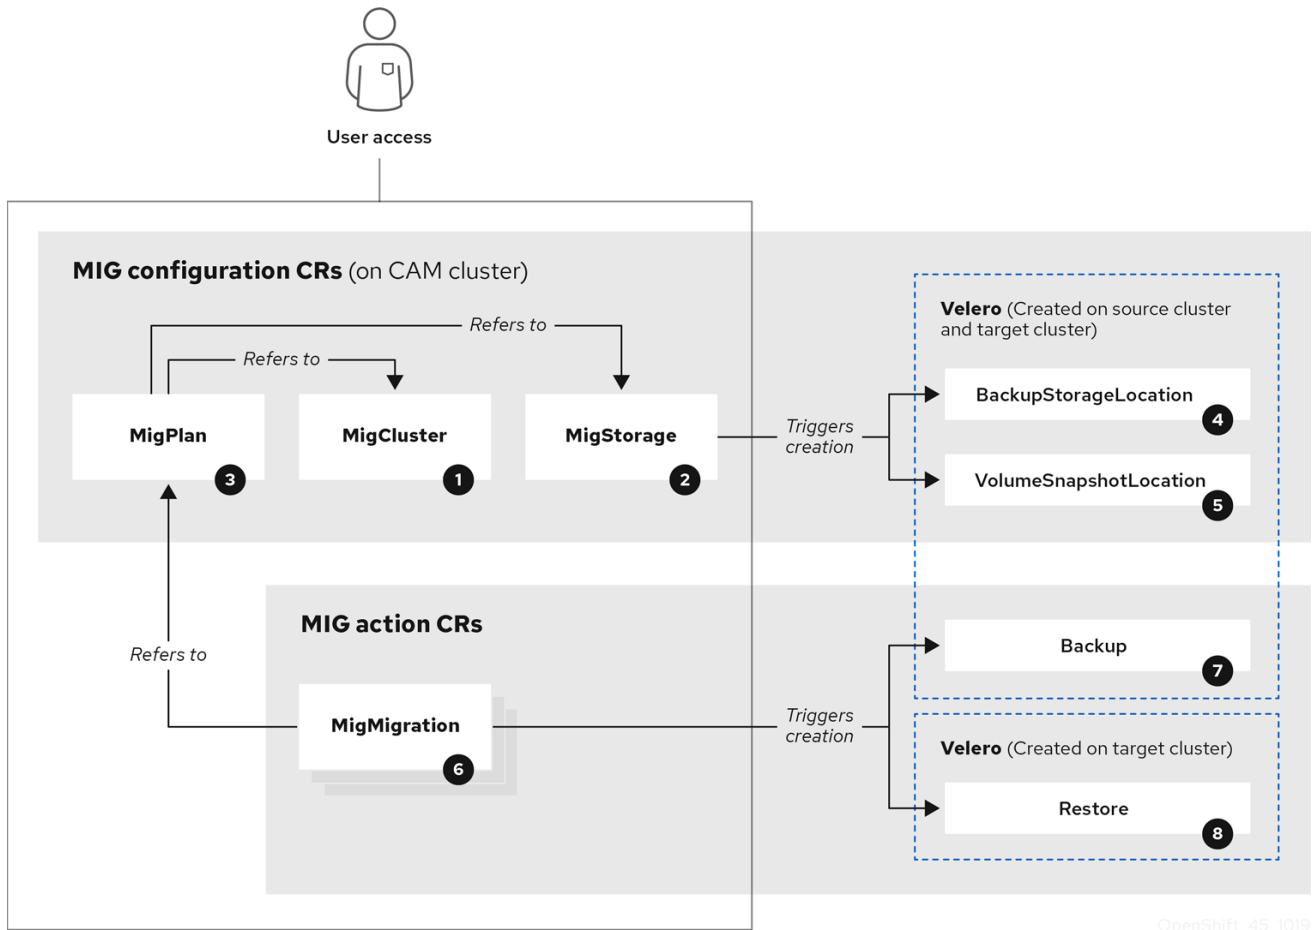 User access
MIG configuration CRs (on CAM cluster)
Refers to
Refers to
MigPlan
3
MigCluster
1
MigStorage
2
Triggers
creation
Velero (Created on source cluster
and target cluster)
BackupStorageLocation
4
VolumeSnapshotLocation
5
MIG action CRs
Refers to
MigMigration
6
Triggers
creation
Backup
7
Velero (Created on target cluster)
Restore
8
OpenShift_45_1019